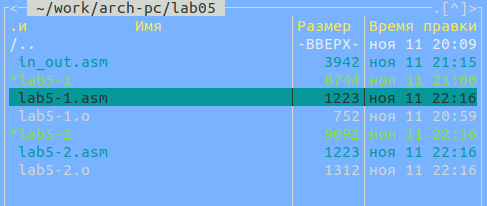 <─ ~/work/arch-pc/lab05 .[^]>
.и Имя Размер Время правки
/.. -ВВЕРХ- ноя 11 20:09
in_out.asm 3942 ноя 11 21:15
*lab5-1 8744 ноя 11 21:00
lab5-1.asm 1223 ноя 11 22:16
lab5-1.o 752 ноя 11 20:59
*lab5-2 9092 ноя 11 22:16
lab5-2.asm 1223 ноя 11 22:16
lab5-2.o 1312 ноя 11 22:16